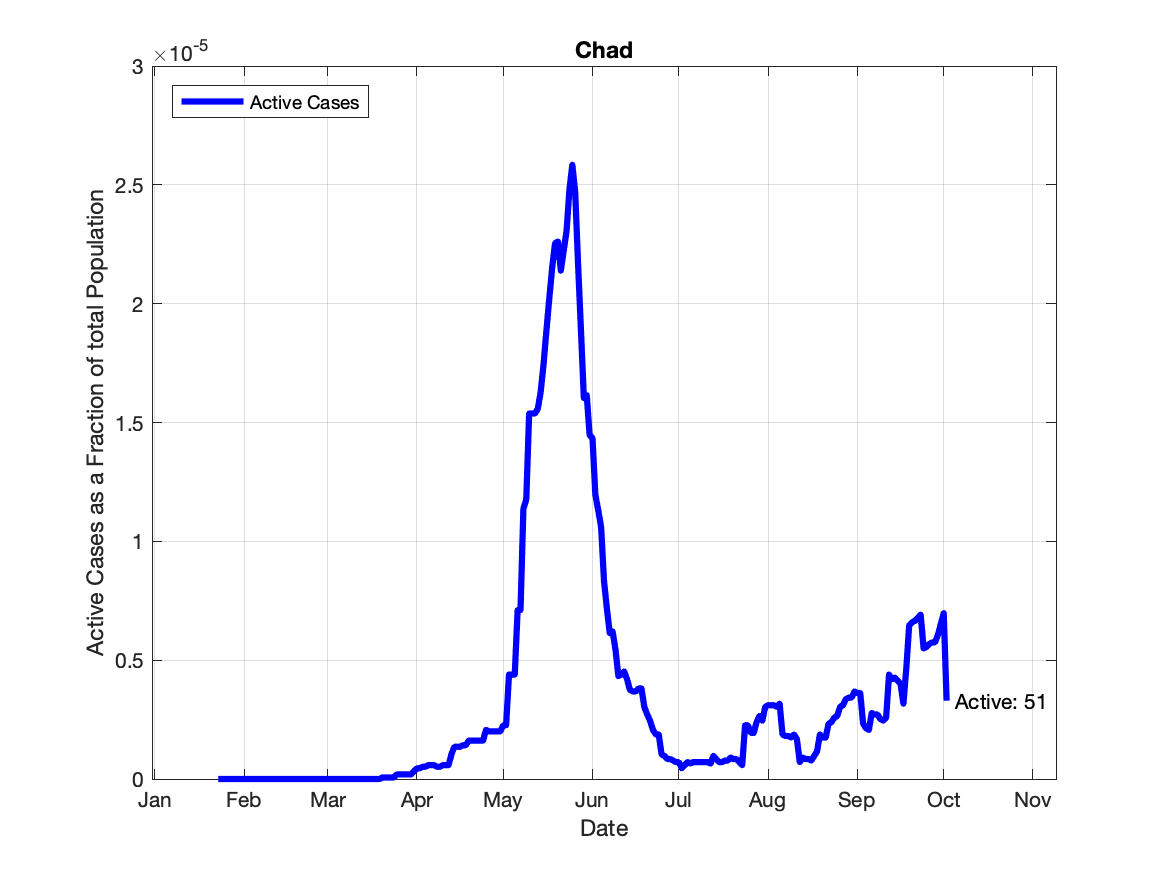 Chad
×10-5
3
2.5
2
1.5
1
0.5
0
Active Cases as a Fraction of total Population
Active Cases
Active: 51
Jan Feb Mar Apr May Jun Jul Aug Sep Oct Nov
Date